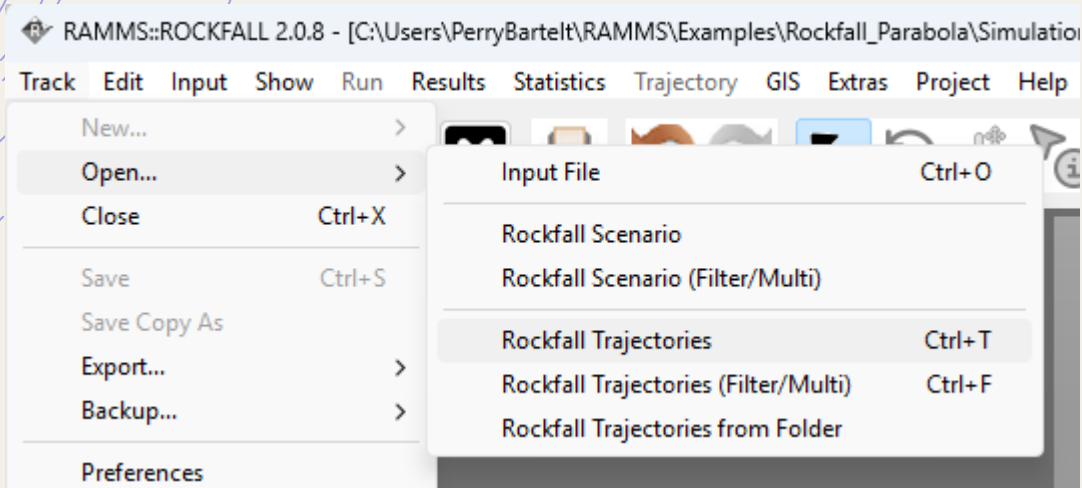 RAMMS::ROCKFALL 2.0.8 - [C:\Users\PerryBartelt\RAMMS\Examples\Rockfall_Parabola\Simulation
Track Edit Input Show Run Results Statistics Trajectory GIS Extras Project Help
New...
Open...
Close Ctrl+X
Save Ctrl+S
Save Copy As
Export...
Backup...
Preferences
Input File Ctrl+O
Rockfall Scenario
Rockfall Scenario (Filter/Multi)
Rockfall Trajectories Ctrl+T
Rockfall Trajectories (Filter/Multi) Ctrl+F
Rockfall Trajectories from Folder